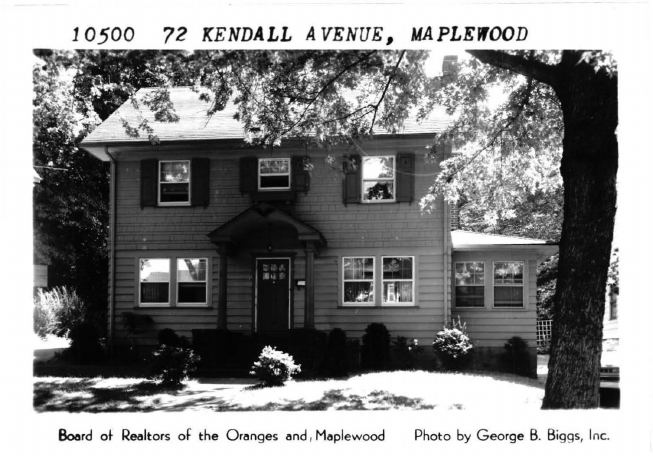 10500 72 KENDALL AVENUE, MAPLEWOOD
Board of Realtors of the Oranges and, Maplewood Photo by George B. Biggs, Inc.